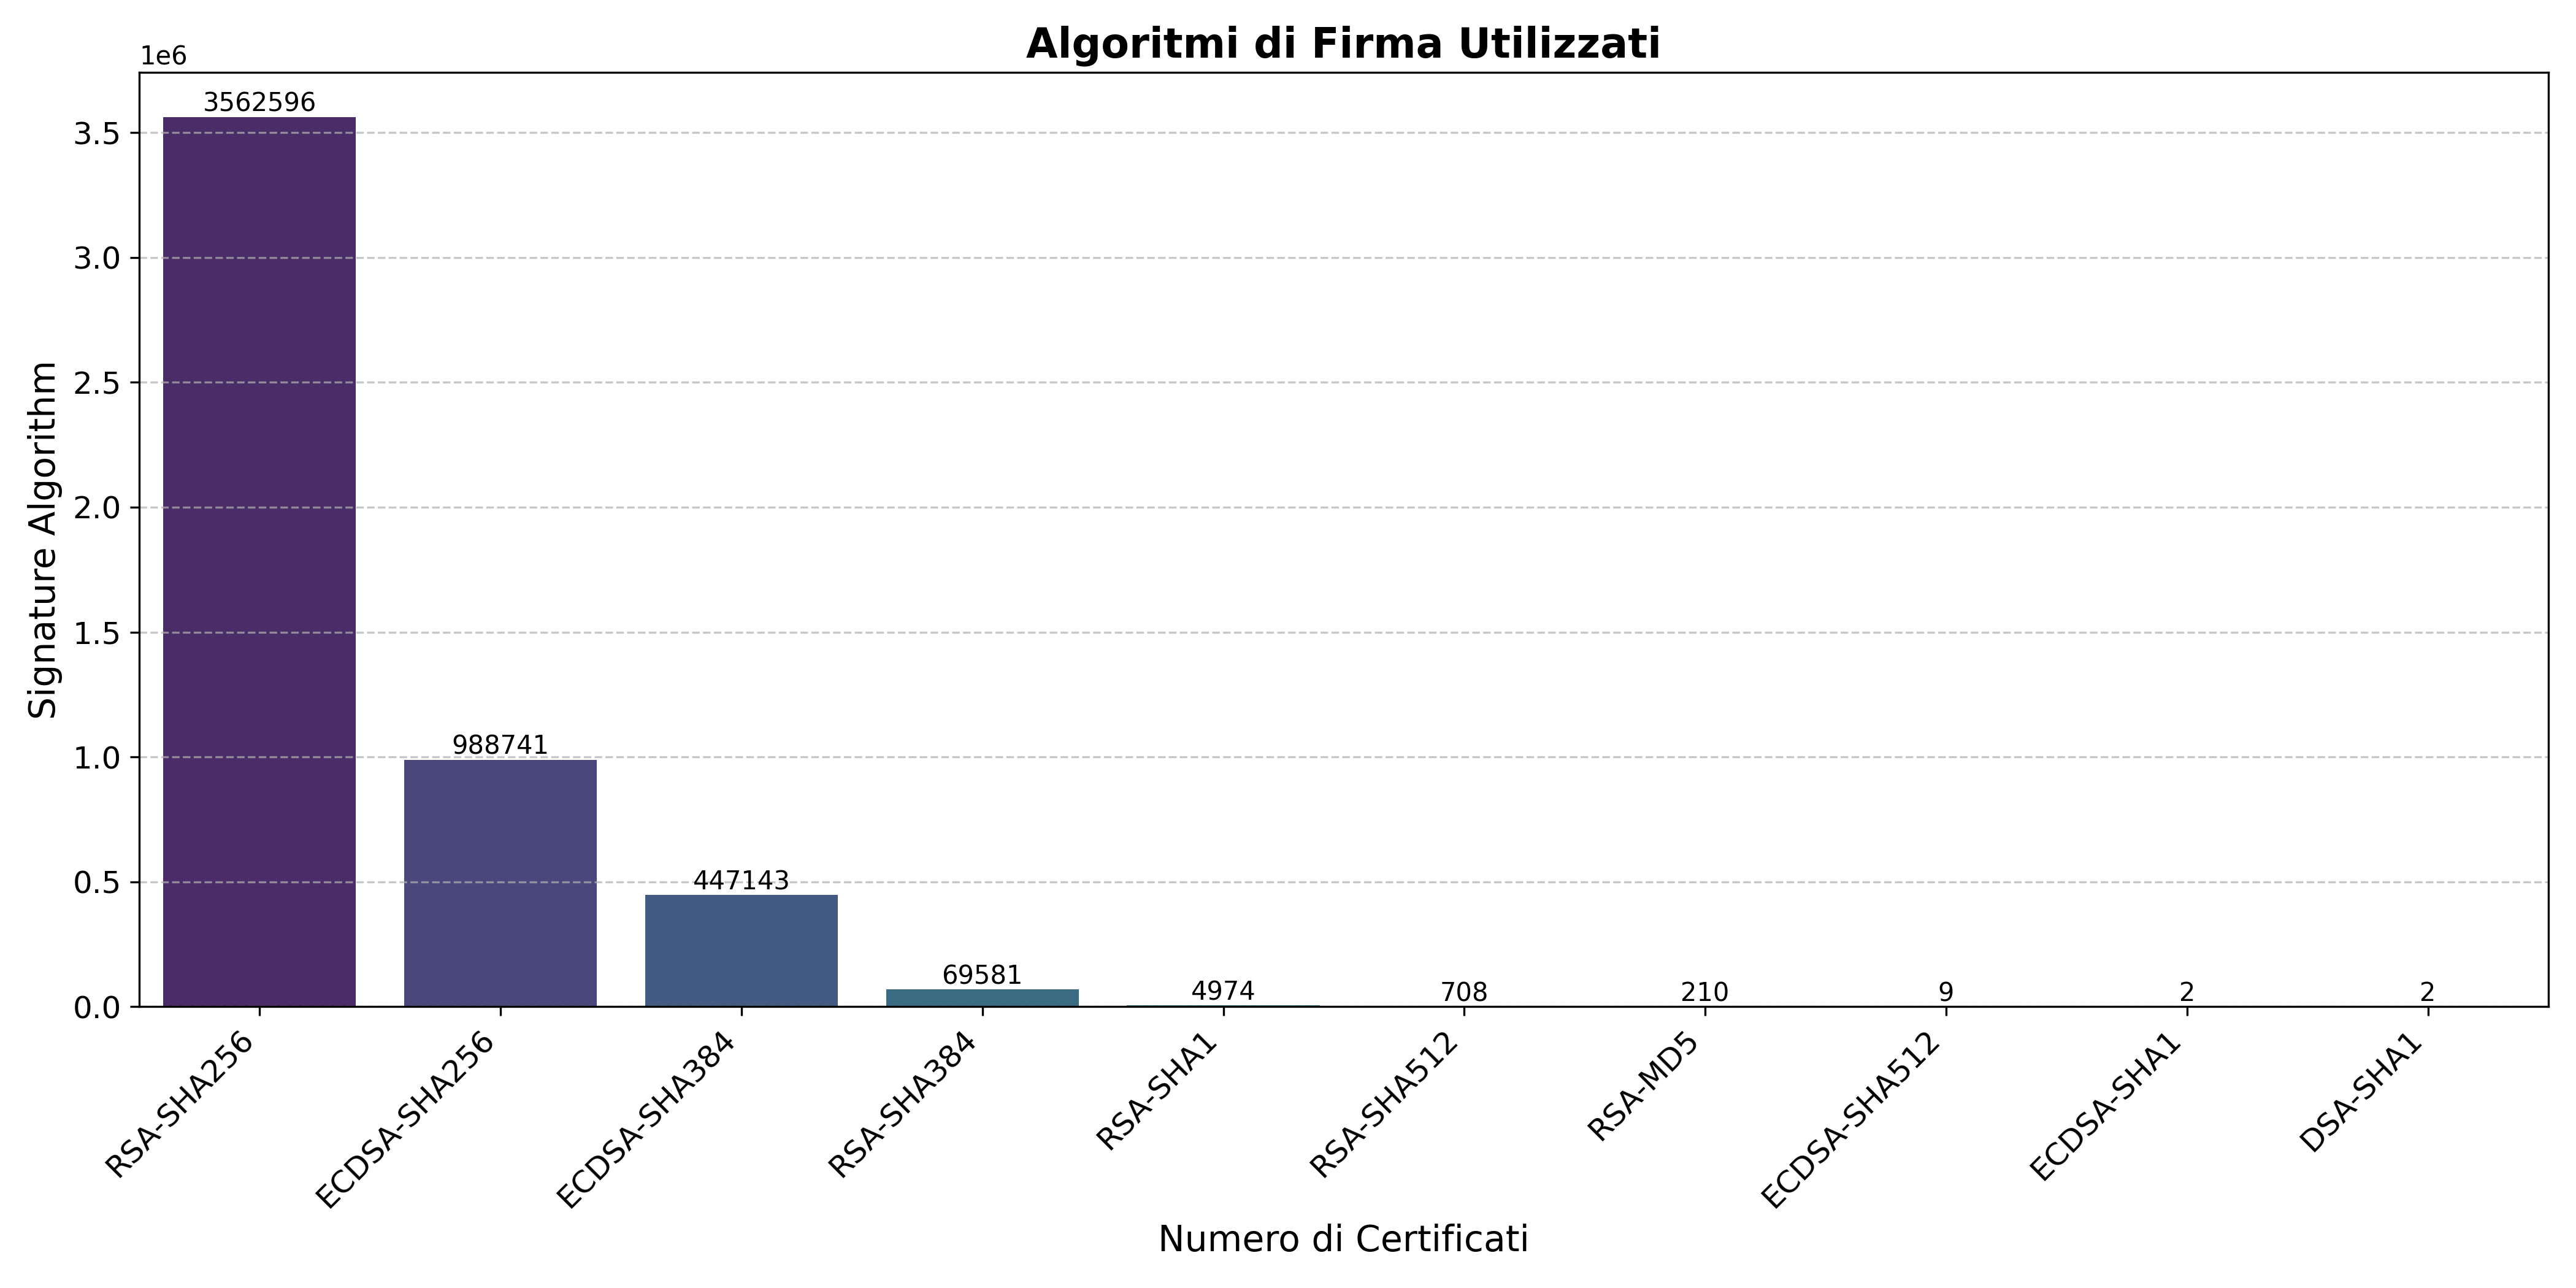 Algoritmi di Firma Utilizzati
1e6
3562596
3.5
3.0
2.5
2.0
1.5
1.0
0.5
0.0
Signature Algorithm
988741
447143
69581
4974
708
210
9
2
2
RSA-SHA256
ECDSA-SHA256
ECDSA-SHA384
RSA-SHA384
RSA-SHA1
RSA-SHA512
RSA-MD5
ECDSA-SHA512
ECDSA-SHA1
DSA-SHA1
Numero di Certificati